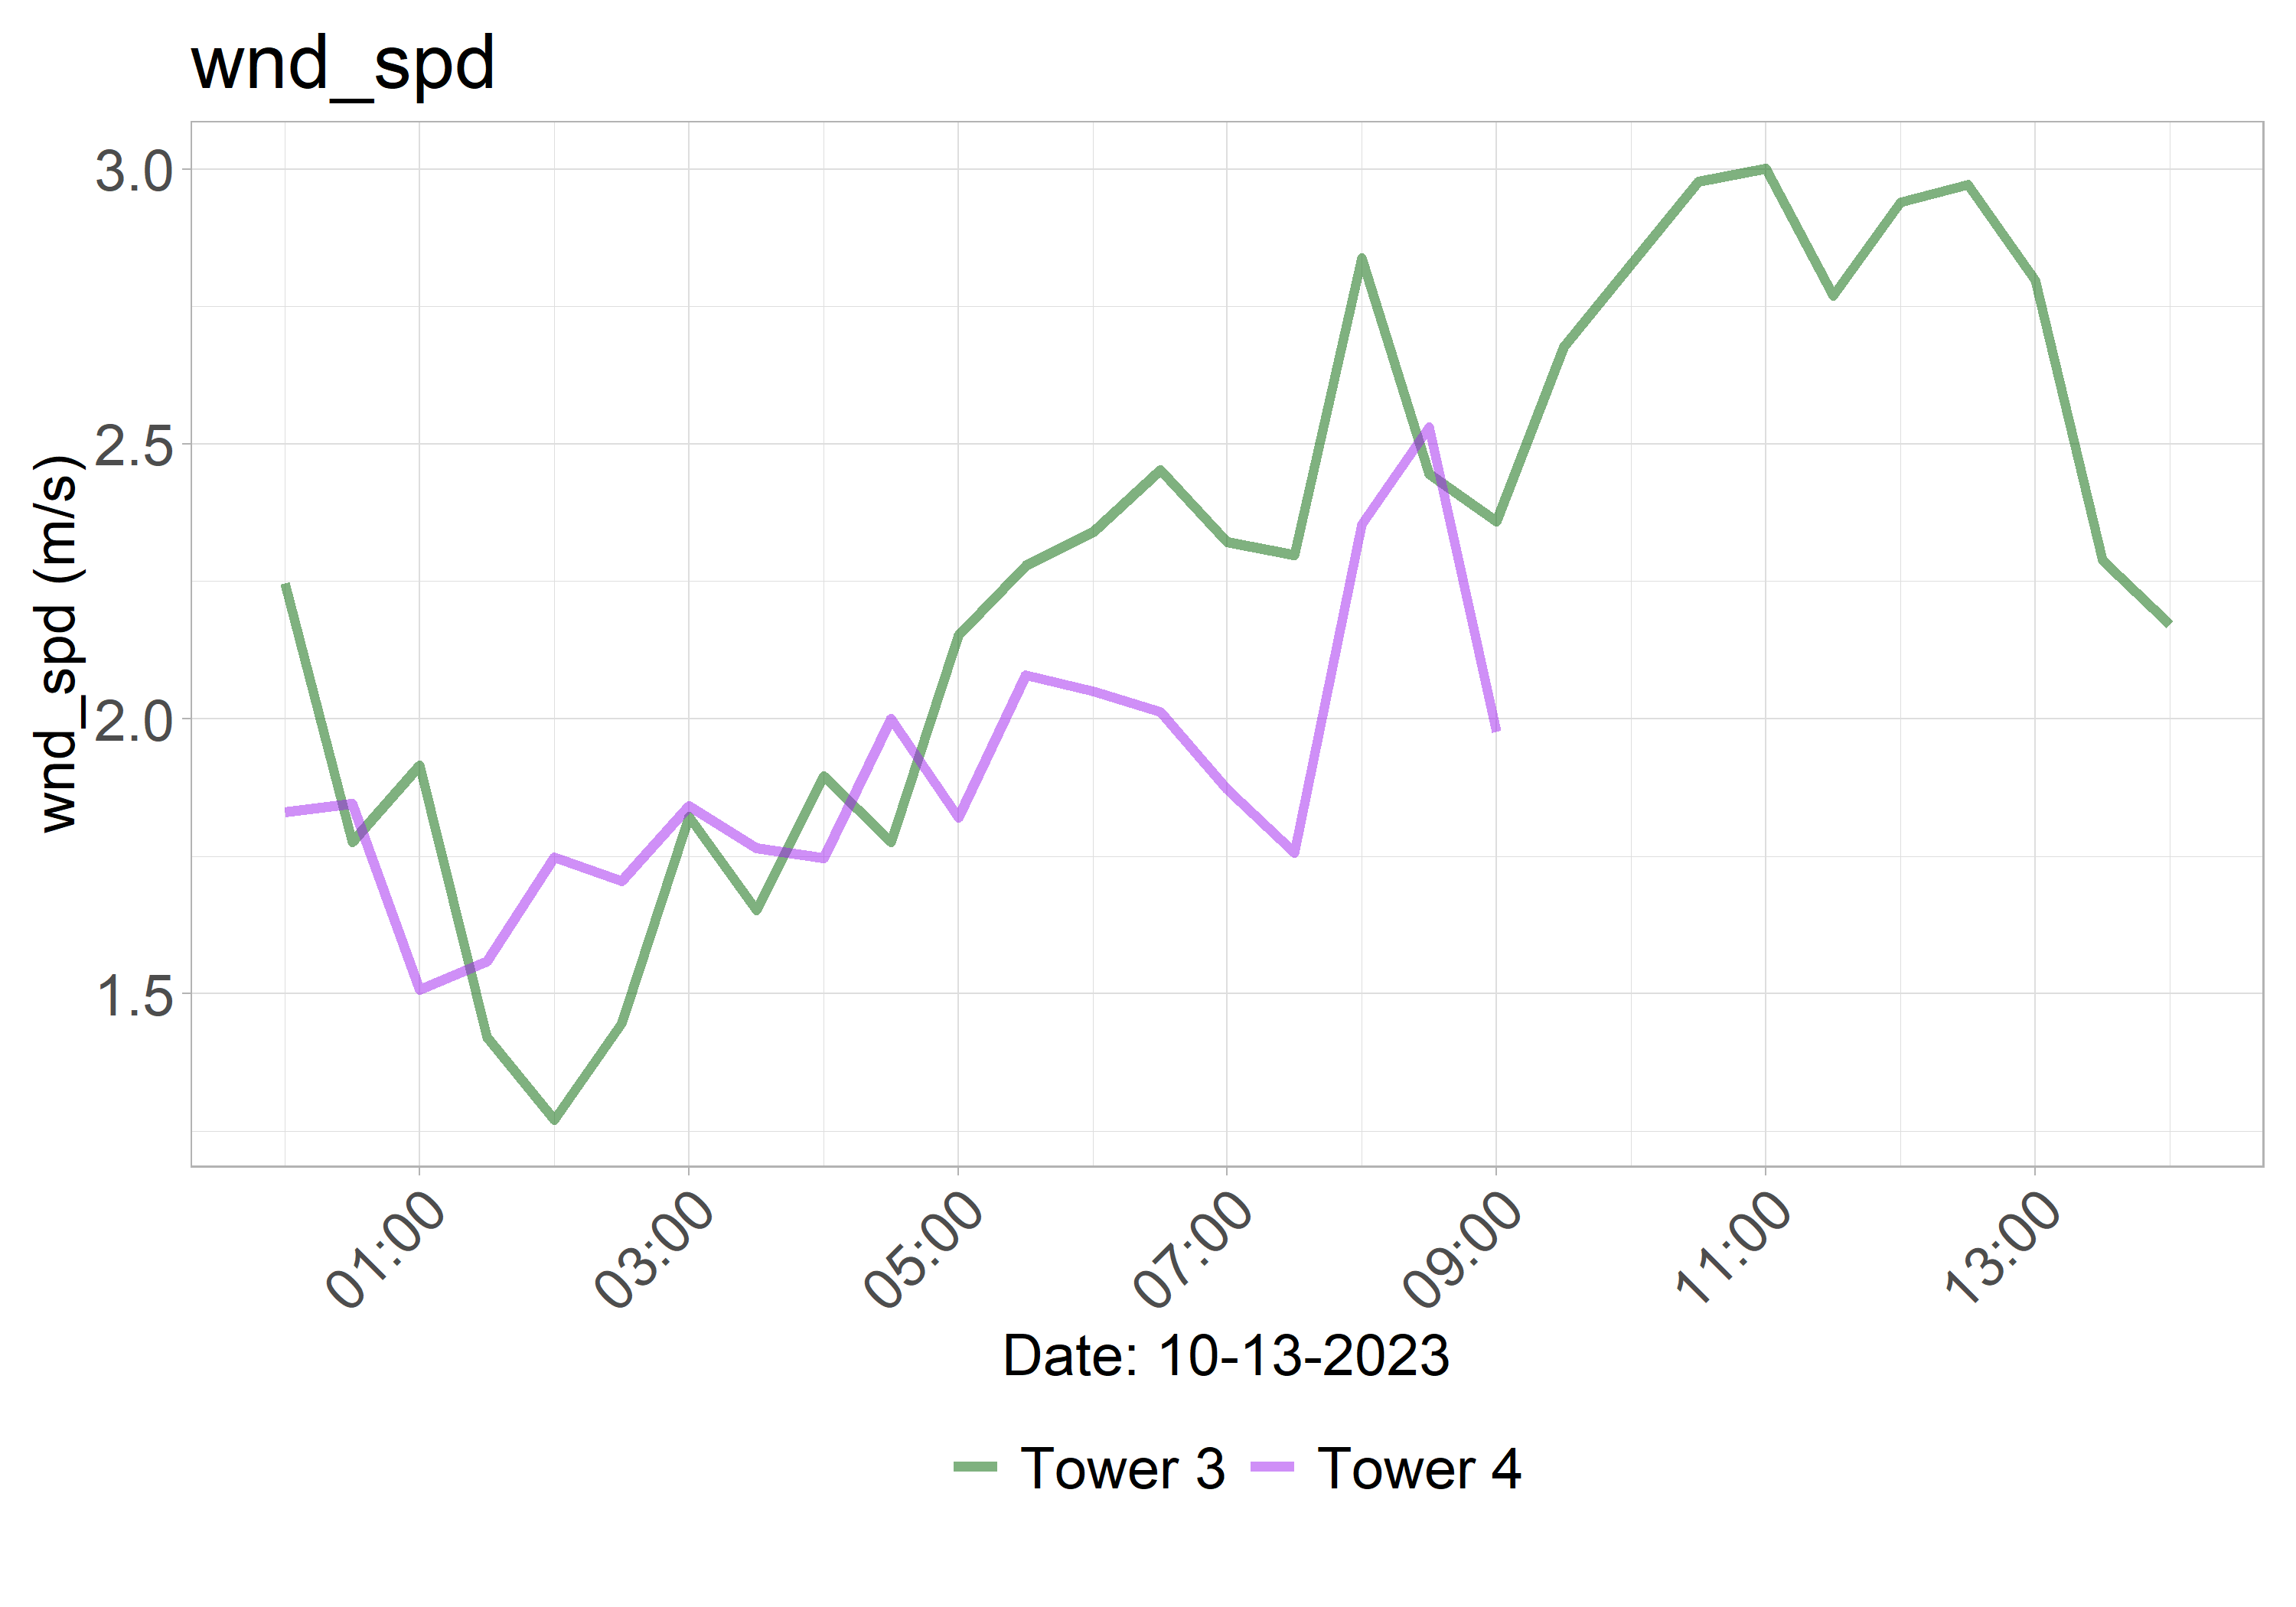 wnd_spd
wnd_spd (m/s)
3.0
2.5
2.0
1.5
01:00 03:00 05:00 07:00 09:00 11:00 13:00
Date: 10-13-2023
Tower 3 Tower 4